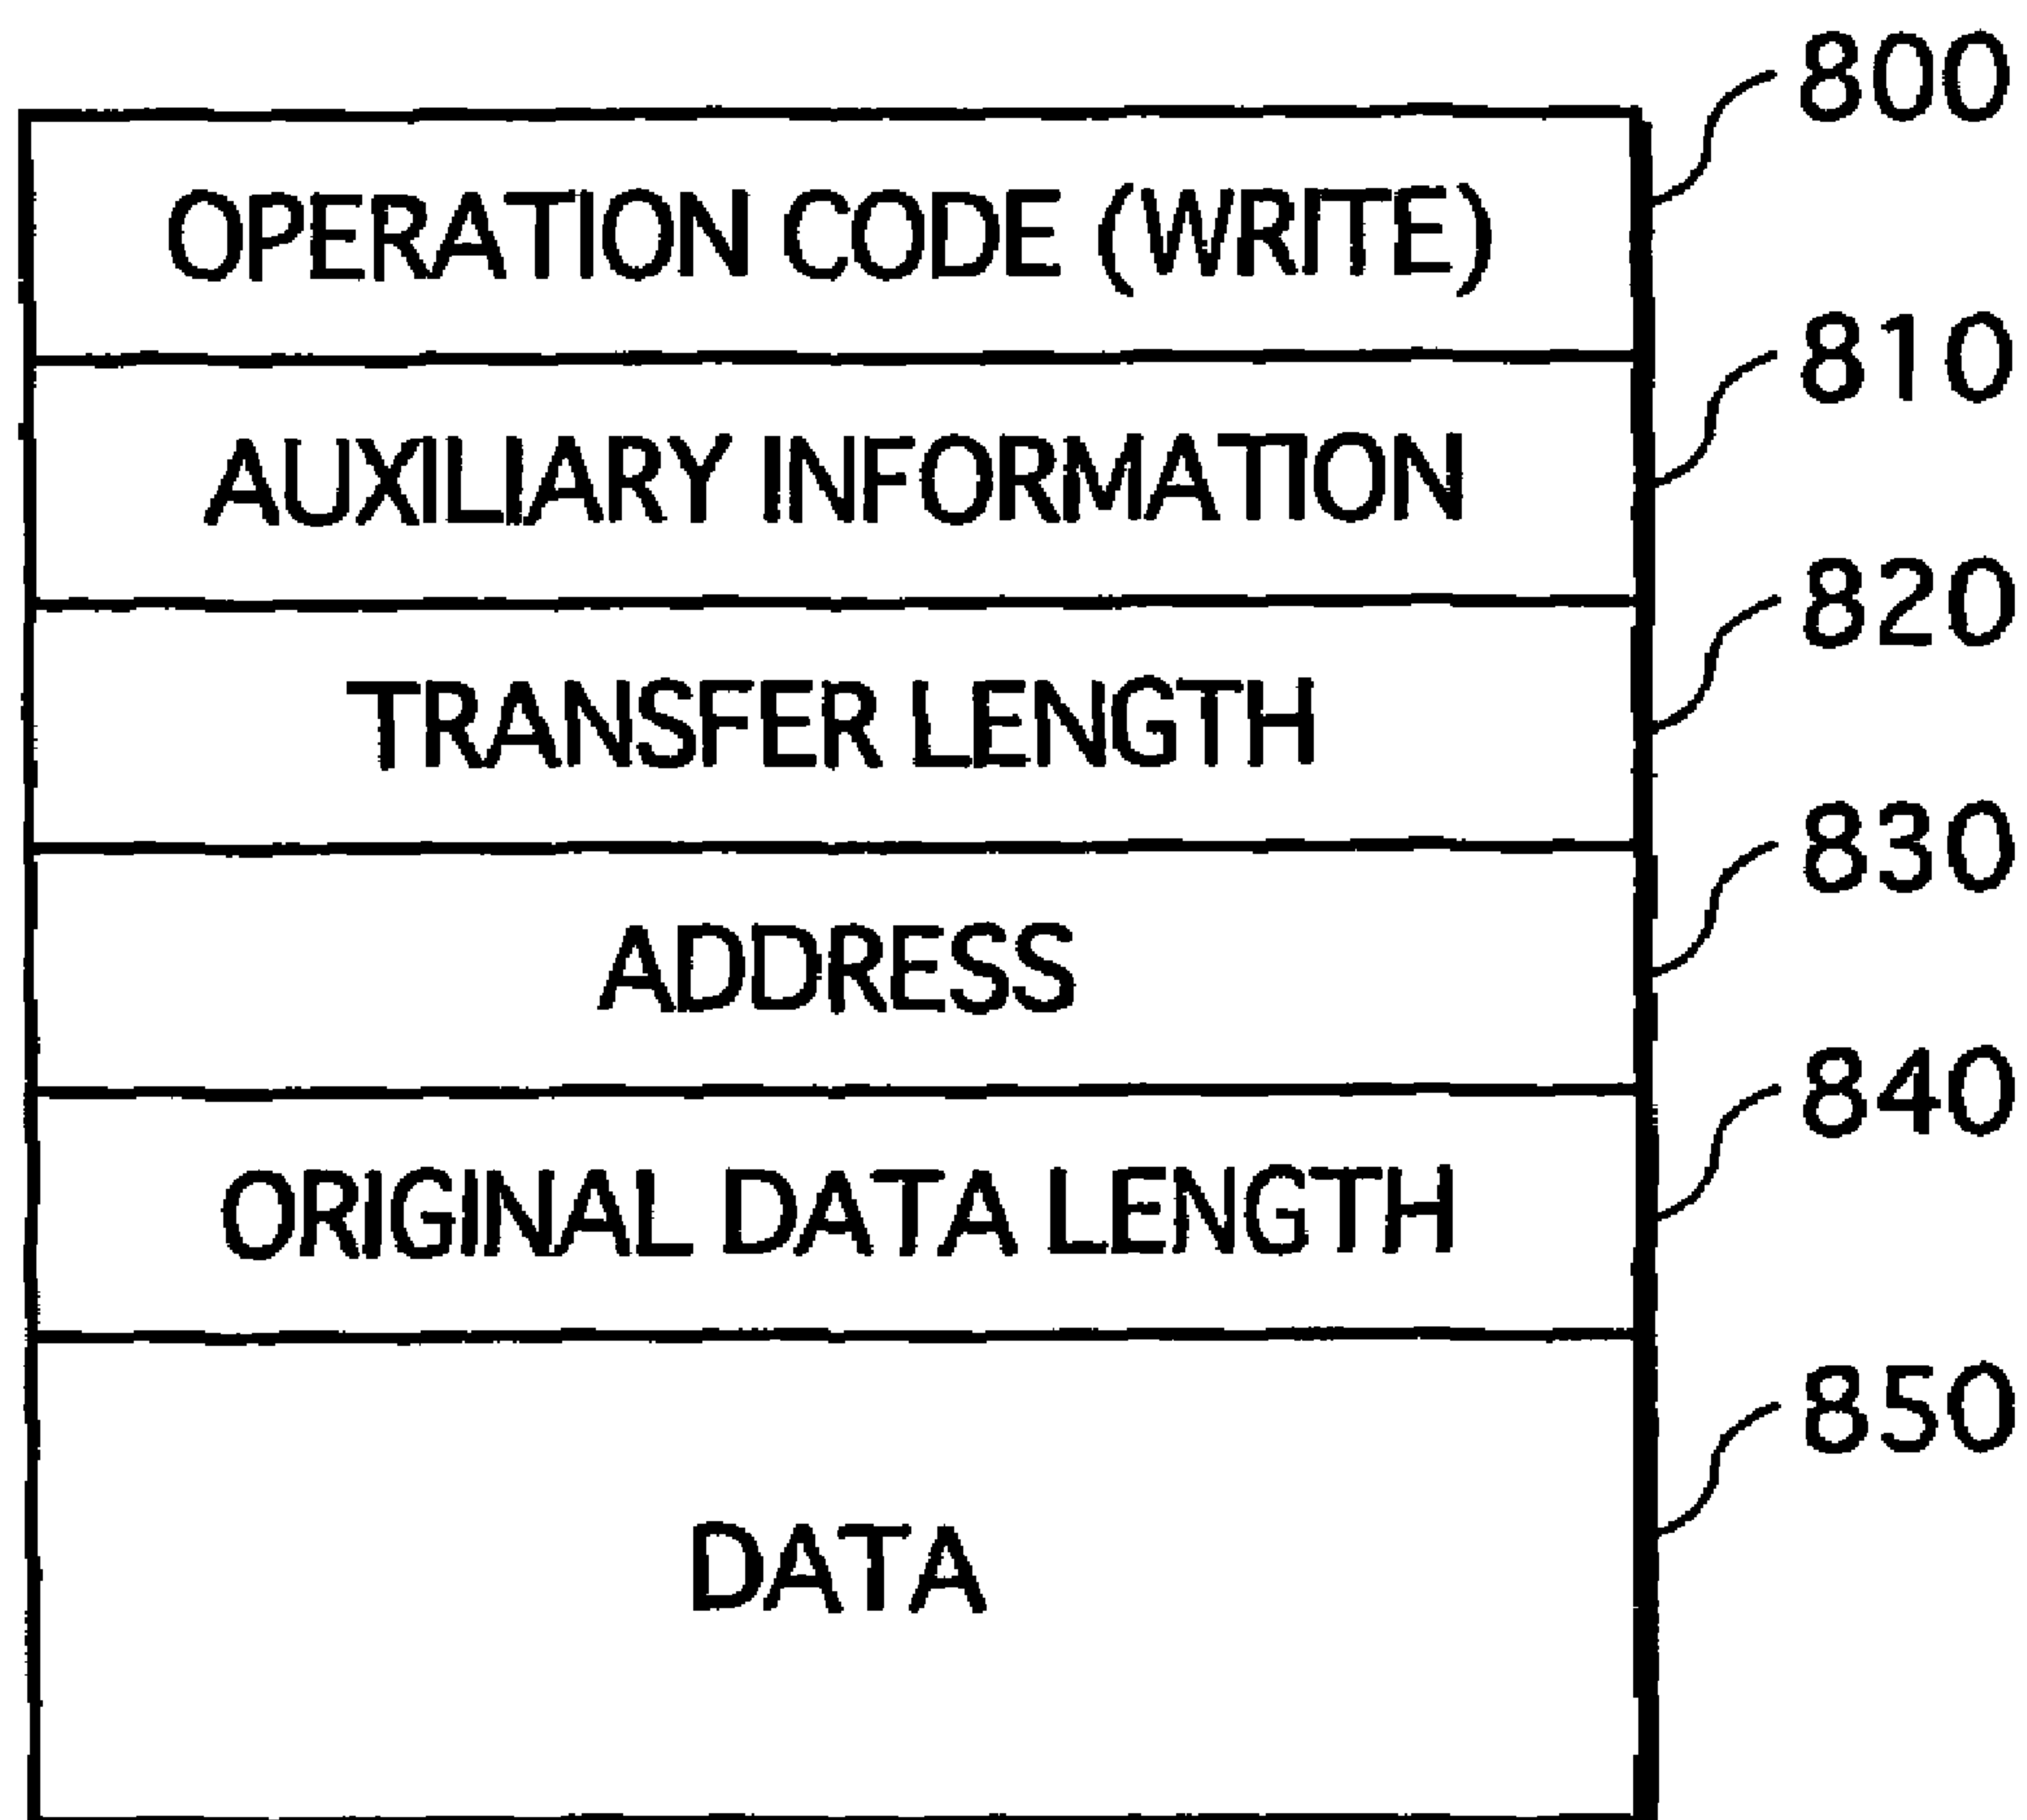 800
OPERATION CODE (WRITE)
810
AUXILIARY INFORMATION
820
TRANSFER LENGTH
830
ADDRESS
840
ORIGINAL DATA LENGTH
850
DATA